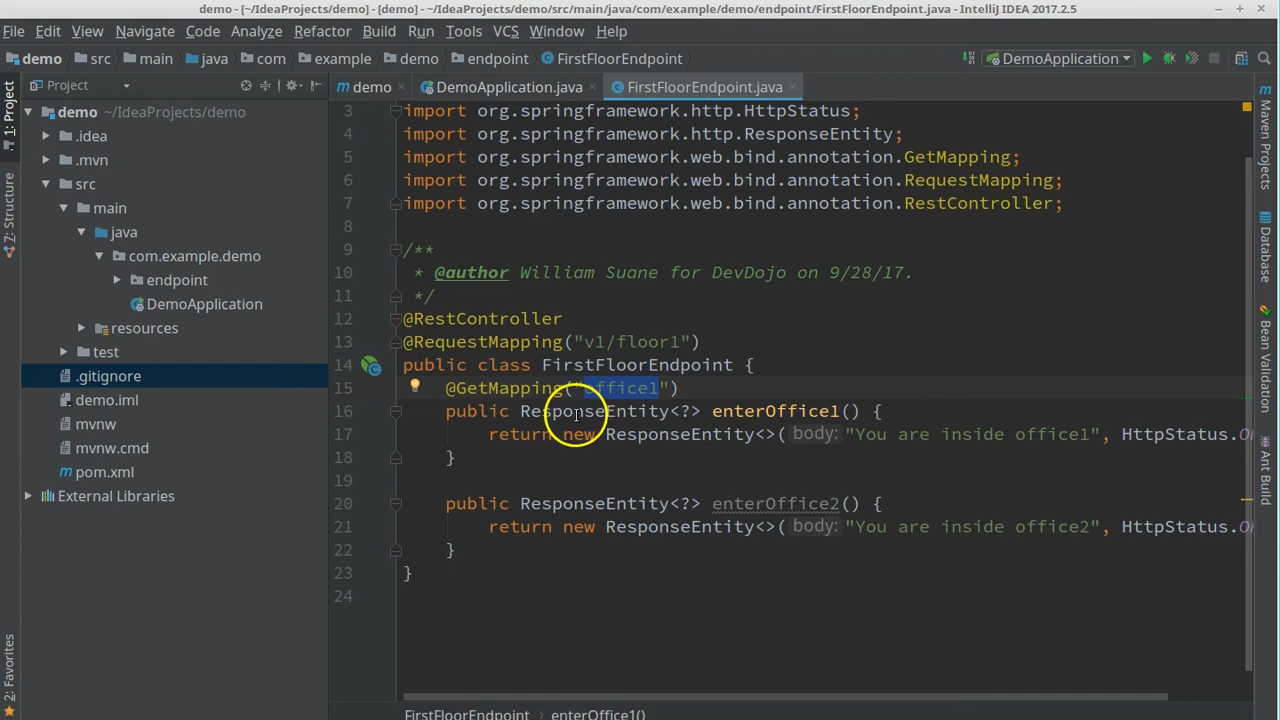 demo - [~/IdeaProjects/demo] - [demo] - ~/IdeaProjects/demo/src/main/java/com/example/demo/endpoint/FirstFloorEndpoint.java - IntelliJ IDEA 2017.2.5
File Edit View Navigate Code Analyze Refactor Build Run Tools VCS Window Help
demo src main java com example demo endpoint FirstFloorEndpoint DemoApplication
Project
demo DemoApplication.java FirstFloorEndpoint.java
1: Project
7: Structure
2: Favorites
demo ~/IdeaProjects/demo
.idea
.mvn
src
main
java
com.example.demo
endpoint
DemoApplication
resources
test
.gitignore
demo.iml
mvnw
mvnw.cmd
pom.xml
External Libraries
3 import org.springframework.http.HttpStatus;
4 import org.springframework.http.ResponseEntity;
5 import org.springframework.web.bind.annotation.GetMapping;
6 import org.springframework.web.bind.annotation.RequestMapping;
7 import org.springframework.web.bind.annotation.RestController;
8
9 /**
10 * @author William Suane for DevDojo on 9/28/17.
11 */
12 @RestController
13 @RequestMapping("v1/floor1")
14 public class FirstFloorEndpoint {
15 @GetMapping("office1")
16 public ResponseEntity<?> enterOffice1() {
17 return new ResponseEntity<>( body: "You are inside office1", HttpStatus.O
18 }
19
20 public ResponseEntity<?> enterOffice2() {
21 return new ResponseEntity<>( body: "You are inside office2", HttpStatus.O
22 }
23 }
24
FirstFloorEndpoint > enterOffice1()
Maven Projects
Database
Bean Validation
Ant Build